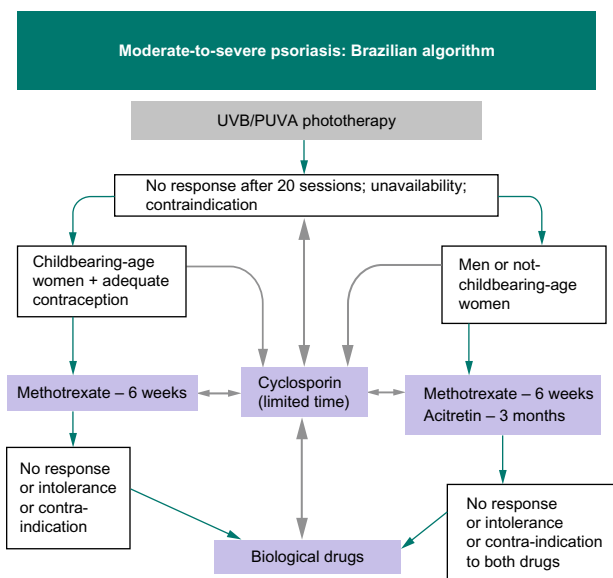 Moderate-to-severe psoriasis: Brazilian algorithm
UVB/PUVA phototherapy
No response after 20 sessions; unavailability;
contraindication
Childbearing-age
women + adequate
contraception
Men or not-
childbearing-age
women
Methotrexate – 6 weeks
Cyclosporin
(limited time)
Methotrexate – 6 weeks
Acitretin – 3 months
No response
or intolerance
or contra-
indication
No response
or intolerance
or contra-indication
to both drugs
Biological drugs